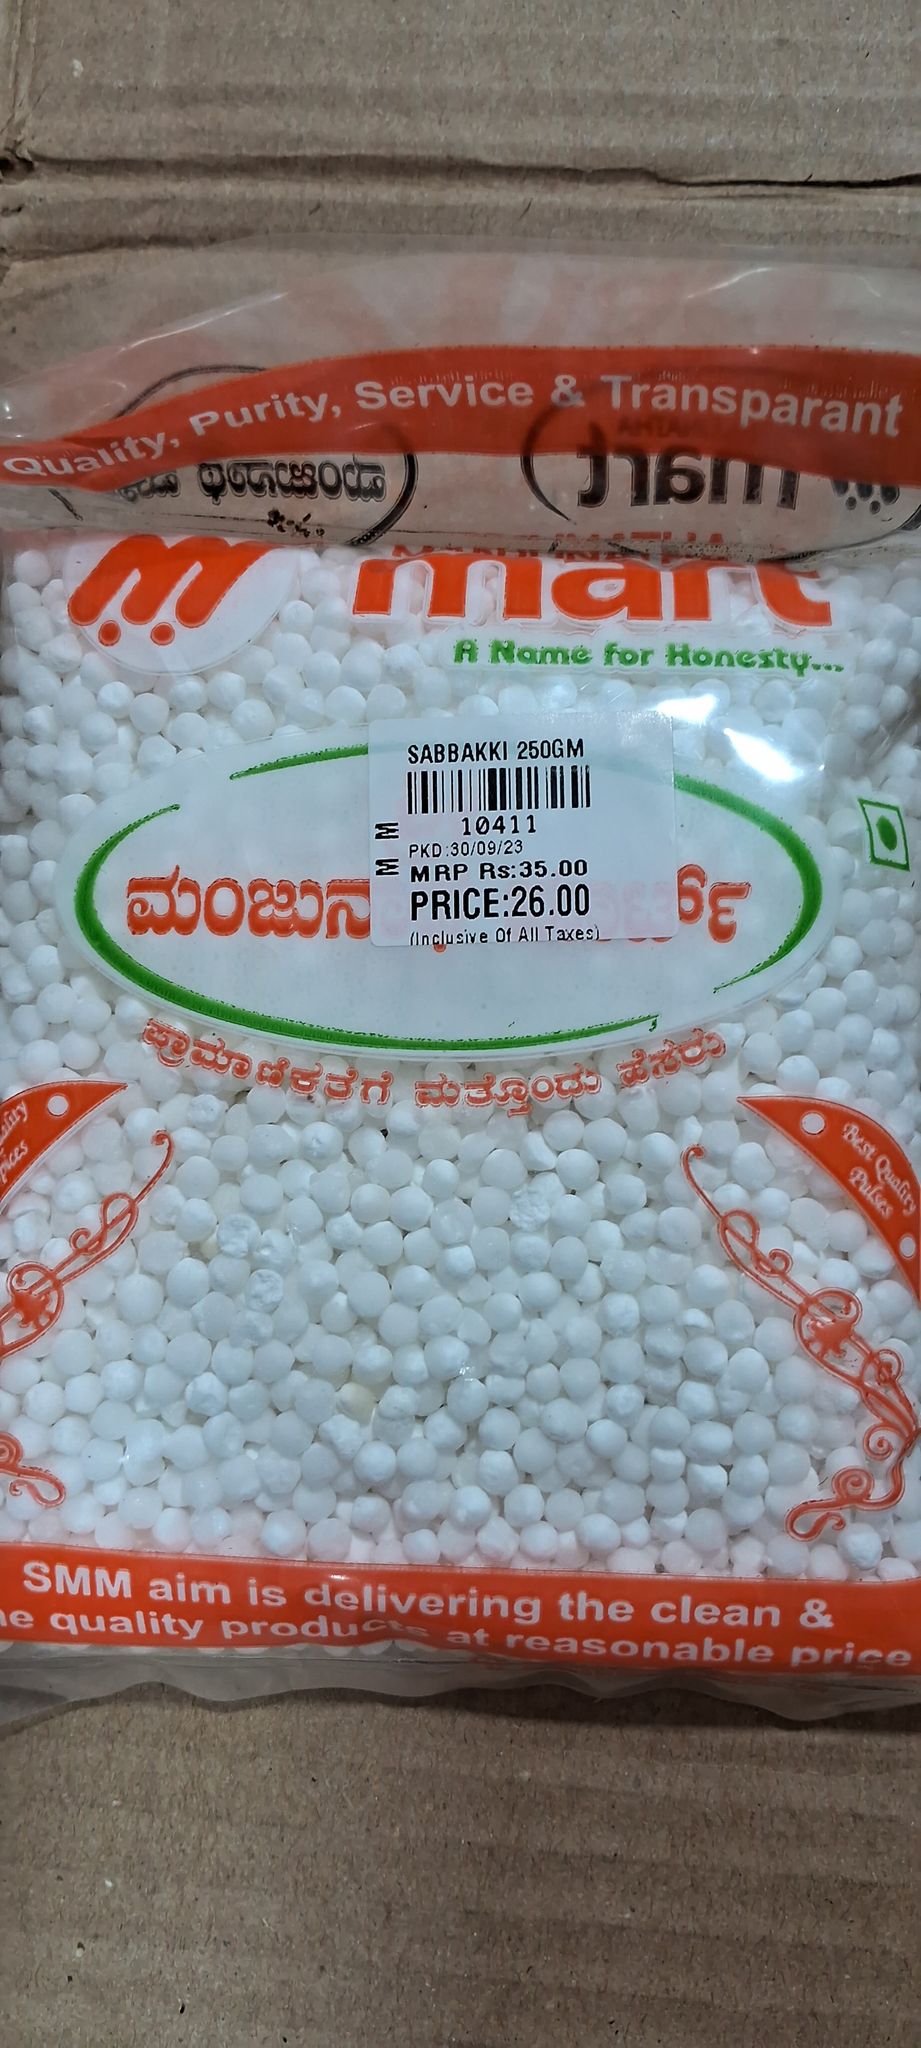 Quality, Purity, Service & Transparant
mart
A Name for Honesty...
SABBAKKI 250GM
10411
M M
PKD:30/09/23
MRP Rs:35.00
PRICE:26.00
(Inclusive Of All Taxes)
ಪ್ರಾಮಾಣಿಕತೆಗೆ ಮತ್ತೊಂದು ಹೆಸರು
Best Quality
Pulses
SMM aim is delivering the clean &
quality products at reasonable price